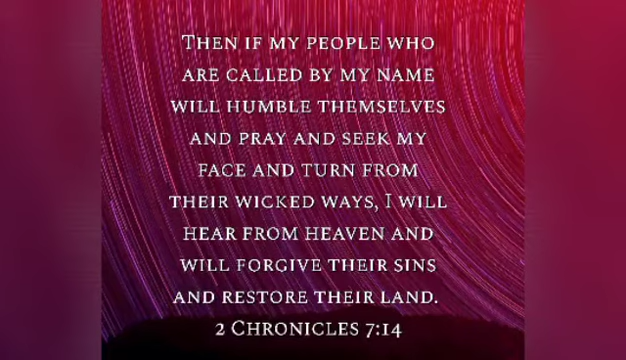 Then if my people who
are called by my name
will humble themselves
and pray and seek my
face and turn from
their wicked ways, I will
hear from heaven and
will forgive their sins
and restore their land.
2 Chronicles 7:14